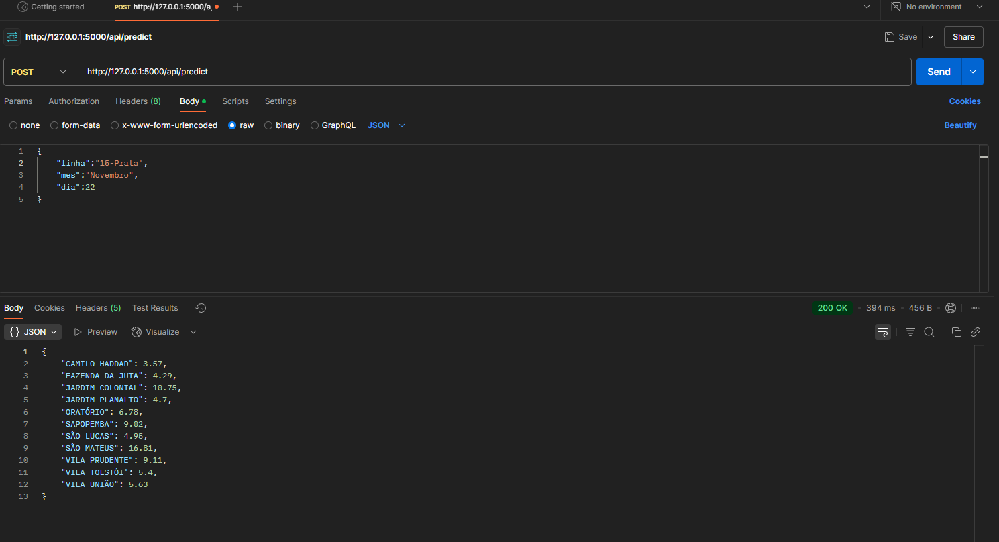 Getting started
POST http://127.0.0.1:5000/a
No environment
HTTP http://127.0.0.1:5000/api/predict
Save
Share
POST
http://127.0.0.1:5000/api/predict
Send
Params Authorization Headers (8) Body Scripts Settings
Cookies
none form-data x-www-form-urlencoded raw binary GraphQL JSON
Beautify
1 {
2 "linha":"15-Prata",
3 "mes":"Novembro",
4 "dia":22
5 }
Body Cookies Headers (5) Test Results
200 OK • 394 ms • 456 B •
{} JSON Preview Visualize
1 {
2 "CAMILO HADDAD": 3.57,
3 "FAZENDA DA JUTA": 4.29,
4 "JARDIM COLONIAL": 10.75,
5 "JARDIM PLANALTO": 4.7,
6 "ORATÓRIO": 6.78,
7 "SAPOPEMBA": 9.02,
8 "SÃO LUCAS": 4.95,
9 "SÃO MATEUS": 16.81,
10 "VILA PRUDENTE": 9.11,
11 "VILA TOLSTÓI": 5.4,
12 "VILA UNIÃO": 5.63
13 }